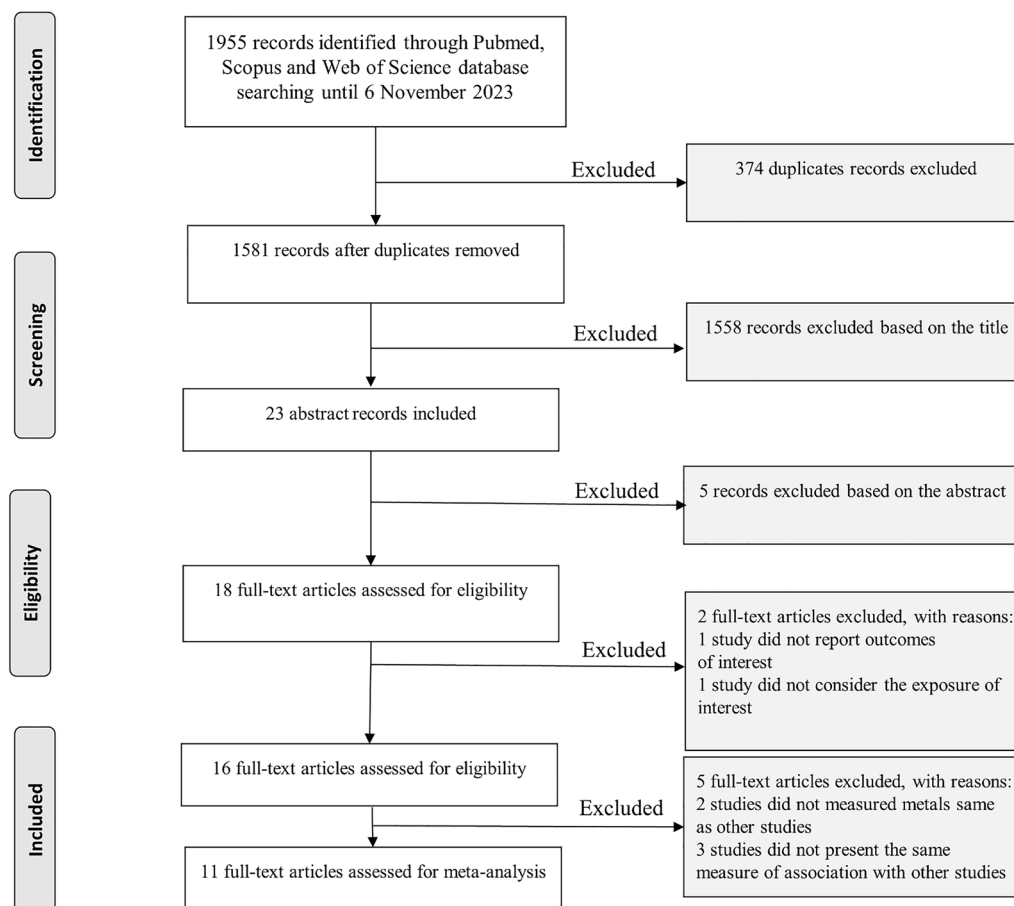 Identification
1955 records identified through Pubmed,
Scopus and Web of Science database
searching until 6 November 2023
Excluded
374 duplicates records excluded
1581 records after duplicates removed
Screening
Excluded
1558 records excluded based on the title
23 abstract records included
Excluded
5 records excluded based on the abstract
Eligibility
18 full-text articles assessed for eligibility
Excluded
2 full-text articles excluded, with reasons:
1 study did not report outcomes
of interest
1 study did not consider the exposure of
interest
Included
16 full-text articles assessed for eligibility
Excluded
5 full-text articles excluded, with reasons:
2 studies did not measured metals same
as other studies
3 studies did not present the same
measure of association with other studies
11 full-text articles assessed for meta-analysis